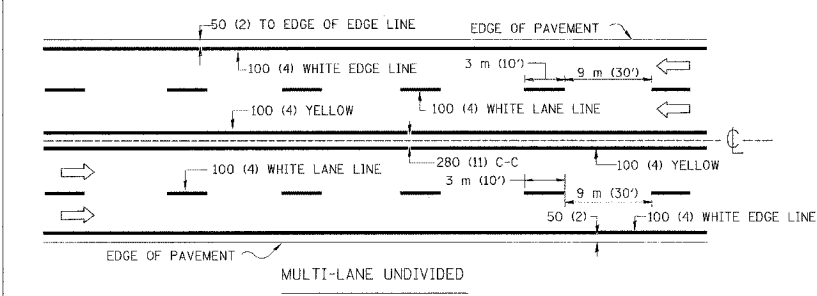 50 (2) TO EDGE OF EDGE LINE
EDGE OF PAVEMENT
100 (4) WHITE EDGE LINE
3 m (10')
9 m (30')
100 (4) YELLOW
100 (4) WHITE LANE LINE
℄
100 (4) WHITE LANE LINE
280 (11) C-C
100 (4) YELLOW
3 m (10')
9 m (30')
50 (2)
100 (4) WHITE EDGE LINE
EDGE OF PAVEMENT
MULTI-LANE UNDIVIDED